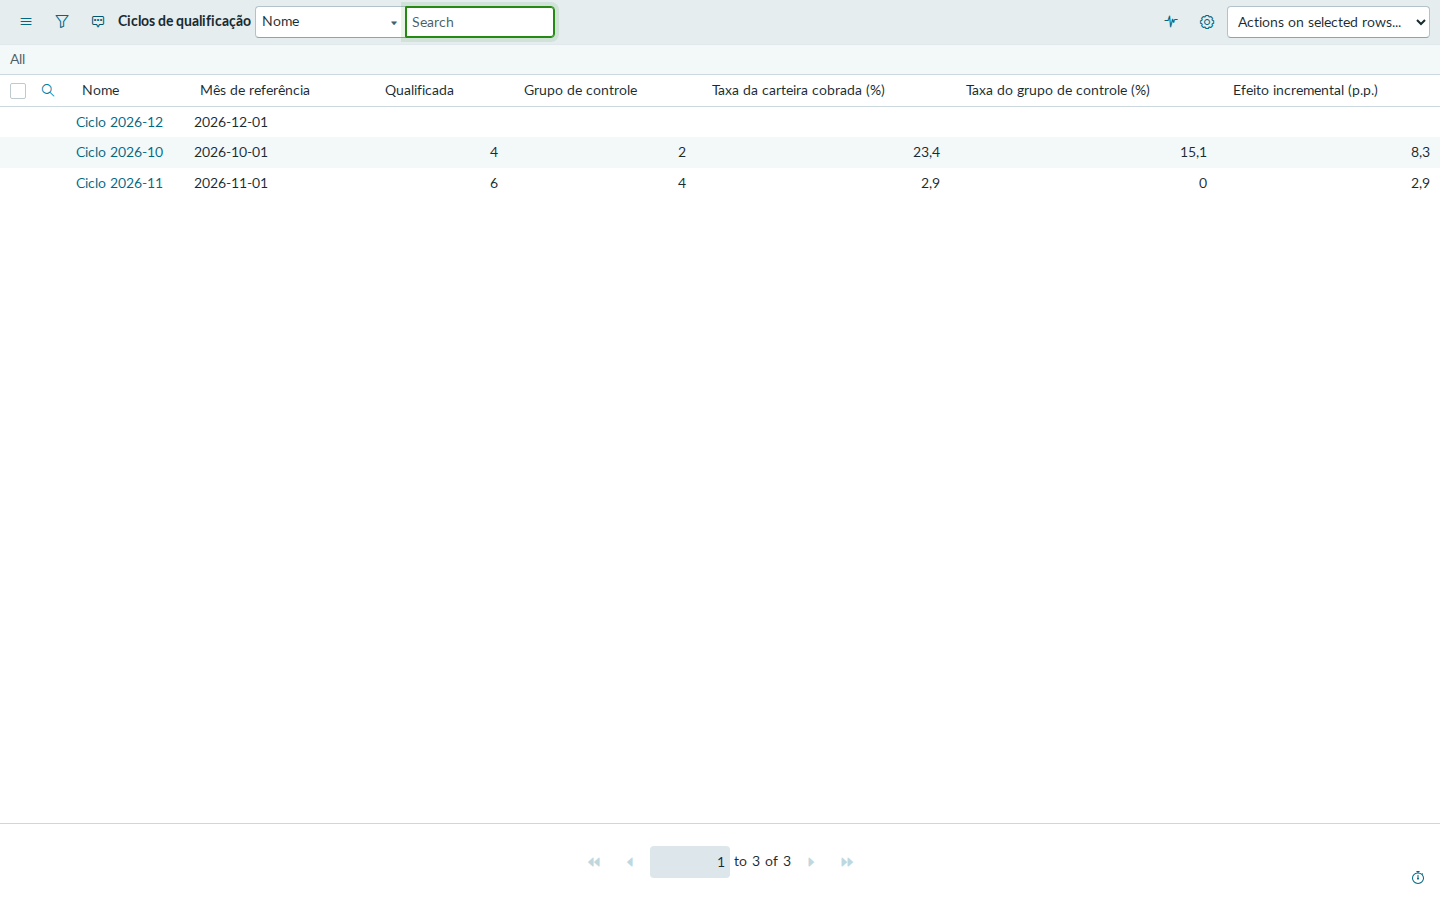 Ciclos de qualificação Nome Search Actions on selected rows...
All
Nome Mês de referência Qualificada Grupo de controle Taxa da carteira cobrada (%) Taxa do grupo de controle (%) Efeito incremental (p.p.)
Ciclo 2026-12 2026-12-01
Ciclo 2026-10 2026-10-01 4 2 23,4 15,1 8,3
Ciclo 2026-11 2026-11-01 6 4 2,9 0 2,9
1 to 3 of 3